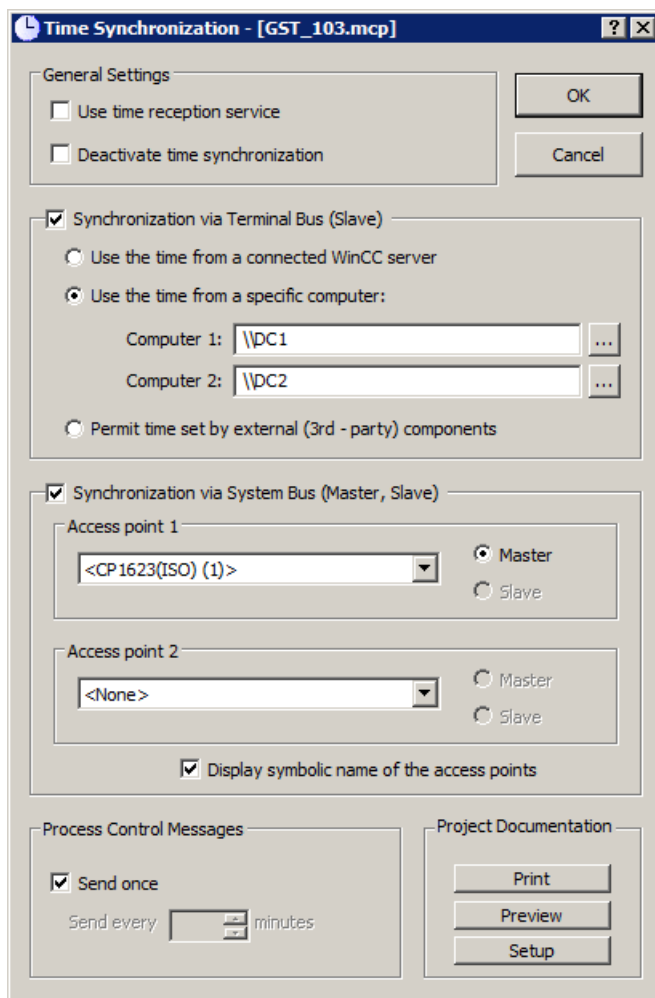 Time Synchronization - [GST_103.mcp]
General Settings
Use time reception service
Deactivate time synchronization
OK
Cancel
Synchronization via Terminal Bus (Slave)
Use the time from a connected WinCC server
Use the time from a specific computer:
Computer 1: \\DC1 ...
Computer 2: \\DC2 ...
Permit time set by external (3rd - party) components
Synchronization via System Bus (Master, Slave)
Access point 1
<CP1623(ISO) (1)>
Master
Slave
Access point 2
<None>
Master
Slave
Display symbolic name of the access points
Process Control Messages
Send once
Send every minutes
Project Documentation
Print
Preview
Setup